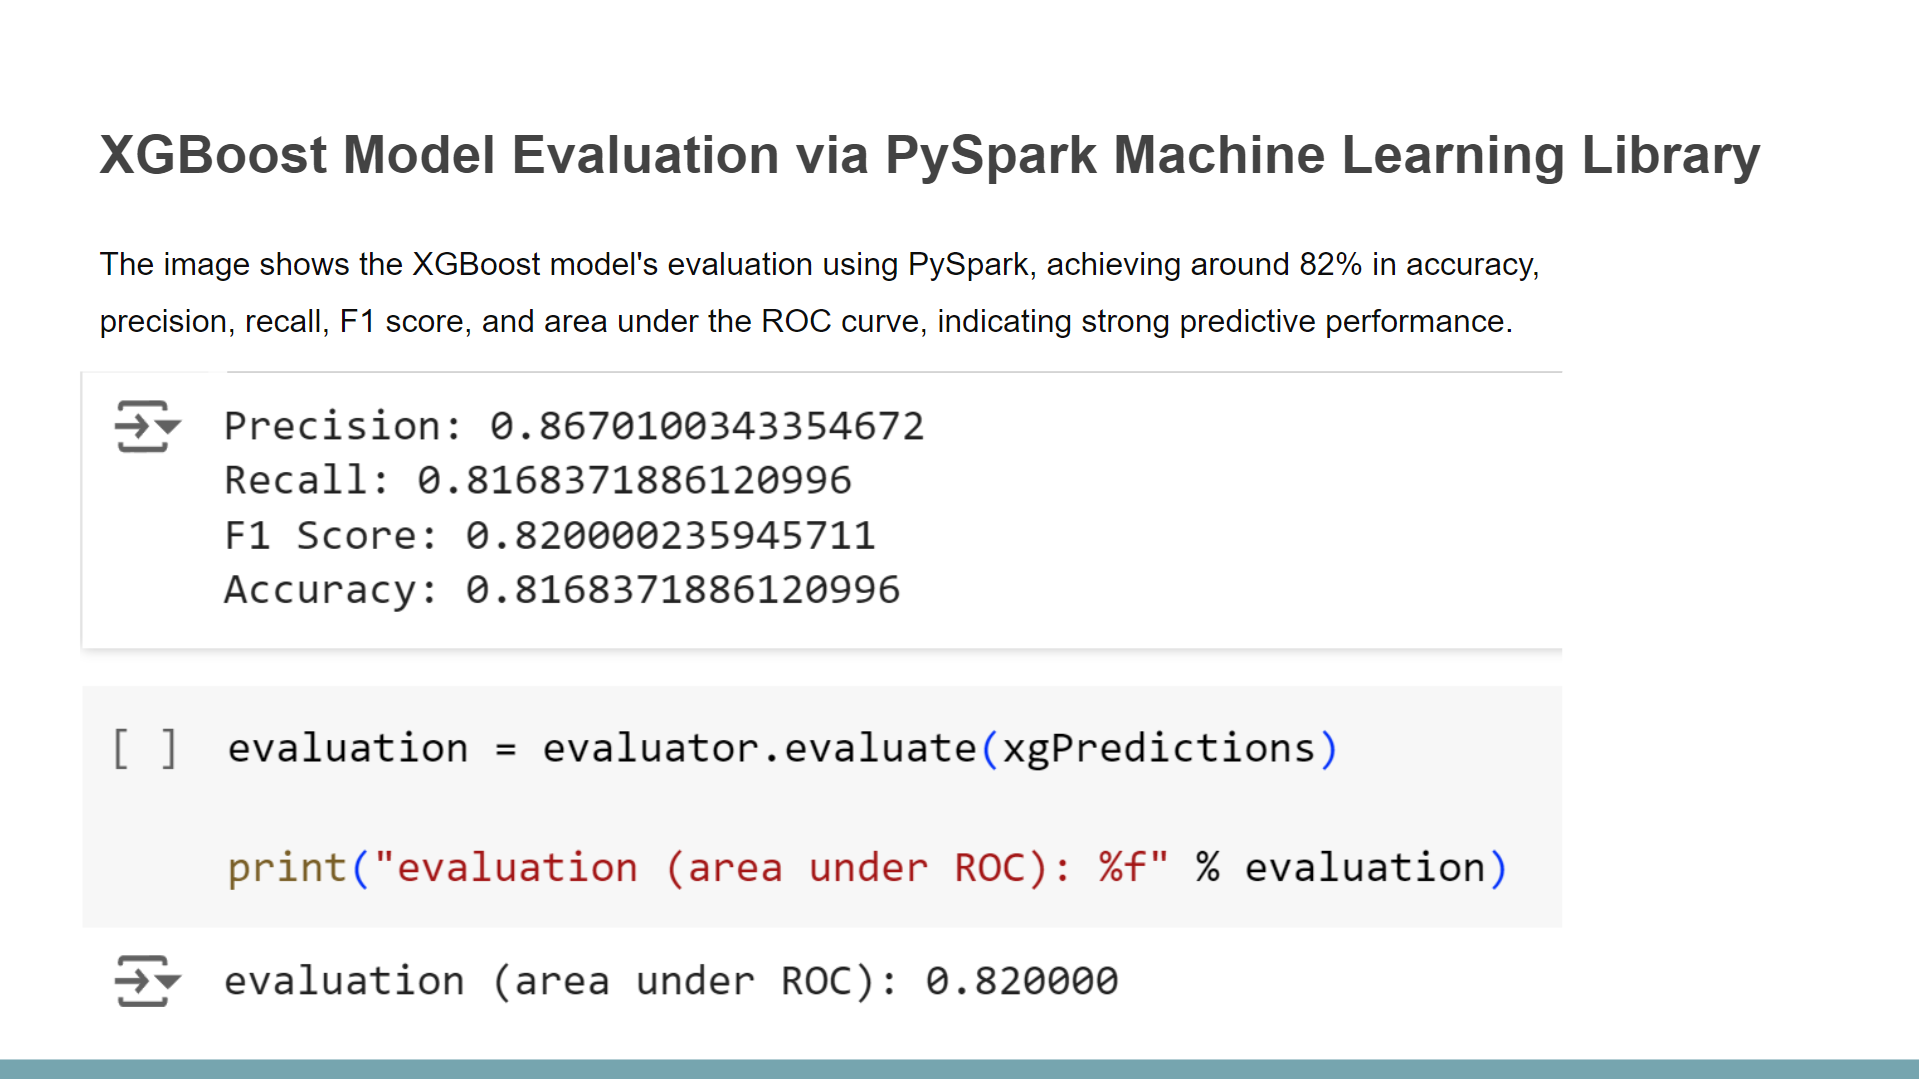 XGBoost Model Evaluation via PySpark Machine Learning Library
The image shows the XGBoost model's evaluation using PySpark, achieving around 82% in accuracy,
precision, recall, F1 score, and area under the ROC curve, indicating strong predictive performance.
Precision: 0.8670100343354672
Recall: 0.8168371886120996
F1 Score: 0.820000235945711
Accuracy: 0.8168371886120996
[ ] evaluation = evaluator.evaluate(xgPredictions)
print("evaluation (area under ROC): %f" % evaluation)
evaluation (area under ROC): 0.820000